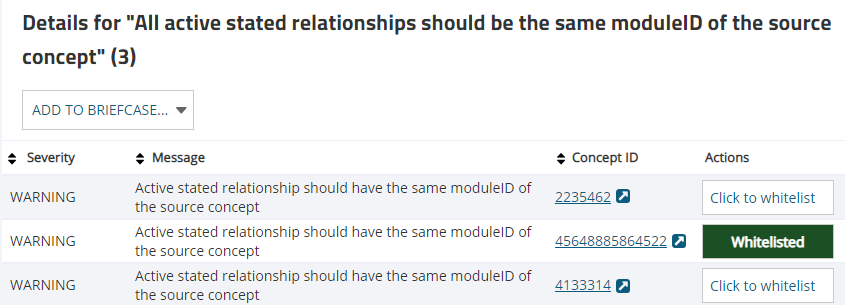 Details for "All active stated relationships should be the same moduleID of the source
concept" (3)
ADD TO BRIEFCASE...
Severity Message Concept ID Actions
WARNING Active stated relationship should have the same moduleID of
the source concept 2235462 Click to whitelist
WARNING Active stated relationship should have the same moduleID of
the source concept 45648885864522 Whitelisted
WARNING Active stated relationship should have the same moduleID of
the source concept 4133314 Click to whitelist